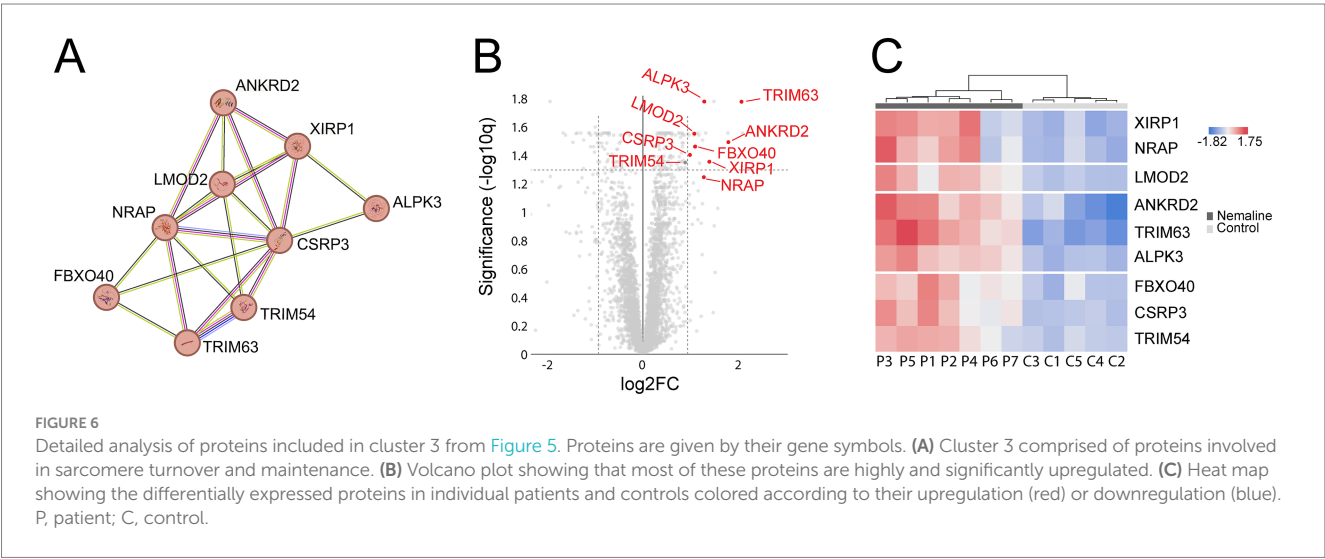 A
ANKRD2
XIRP1
LMOD2
NRAP
ALPK3
CSRP3
FBXO40
TRIM54
TRIM63
B
Significance (-log10q)
1.8
1.6
1.4
1.2
1
0.8
0.6
0.4
0.2
0
-2
0
2
log2FC
ALPK3
TRIM63
LMOD2
ANKRD2
CSRP3
FBXO40
TRIM54
XIRP1
NRAP
C
XIRP1
NRAP
LMOD2
ANKRD2
TRIM63
ALPK3
FBXO40
CSRP3
TRIM54
P3 P5 P1 P2 P4 P6 P7 C3 C1 C5 C4 C2
-1.82 1.75
Nemaline
Control
FIGURE 6
Detailed analysis of proteins included in cluster 3 from Figure 5. Proteins are given by their gene symbols. (A) Cluster 3 comprised of proteins involved
in sarcomere turnover and maintenance. (B) Volcano plot showing that most of these proteins are highly and significantly upregulated. (C) Heat map
showing the differentially expressed proteins in individual patients and controls colored according to their upregulation (red) or downregulation (blue).
P, patient; C, control.